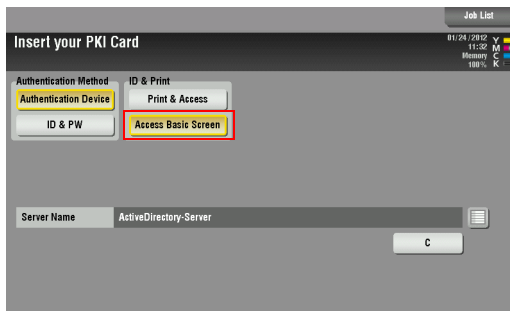 Job List
Insert your PKI Card
01/24/2012
11:32
Memory
100%
Y
M
C
K
Authentication Method
ID & Print
Authentication Device
Print & Access
ID & PW
Access Basic Screen
Server Name
ActiveDirectory-Server
C